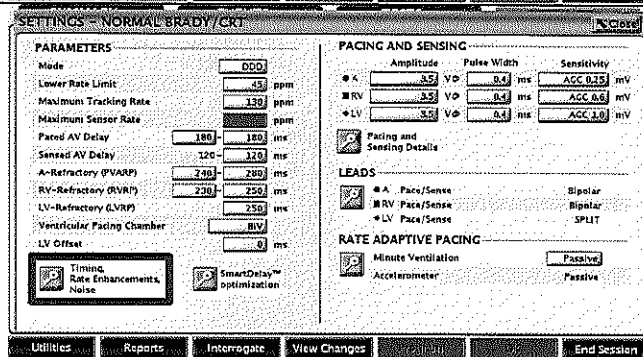 SETTINGS - NORMAL BRADY/CRT
Close
PARAMETERS
Mode DDD
Lower Rate Limit 45 ppm
Maximum Tracking Rate 130 ppm
Maximum Sensor Rate ppm
Paced AV Delay 180 - 180 ms
Sensed AV Delay 120 - 120 ms
A-Refractory (PVARP) 240 - 280 ms
RV-Refractory (RVRP) 230 - 250 ms
LV-Refractory (LVRP) 250 ms
Ventricular Pacing Chamber BiV
LV Offset 0 ms
Timing,
Rate Enhancements,
Noise
SmartDelay™
optimization
PACING AND SENSING
Amplitude Pulse Width Sensitivity
A 3.5 V 0.4 ms AGC 0.25 mV
RV 3.5 V 0.4 ms AGC 0.6 mV
LV 3.5 V 0.4 ms AGC 1.0 mV
Pacing and
Sensing Details
LEADS
A Pace/Sense Bipolar
RV Pace/Sense Bipolar
LV Pace/Sense SPLIT
RATE ADAPTIVE PACING
Minute Ventilation Passive
Accelerometer Passive
Utilities Reports Interrogate View Changes End Session